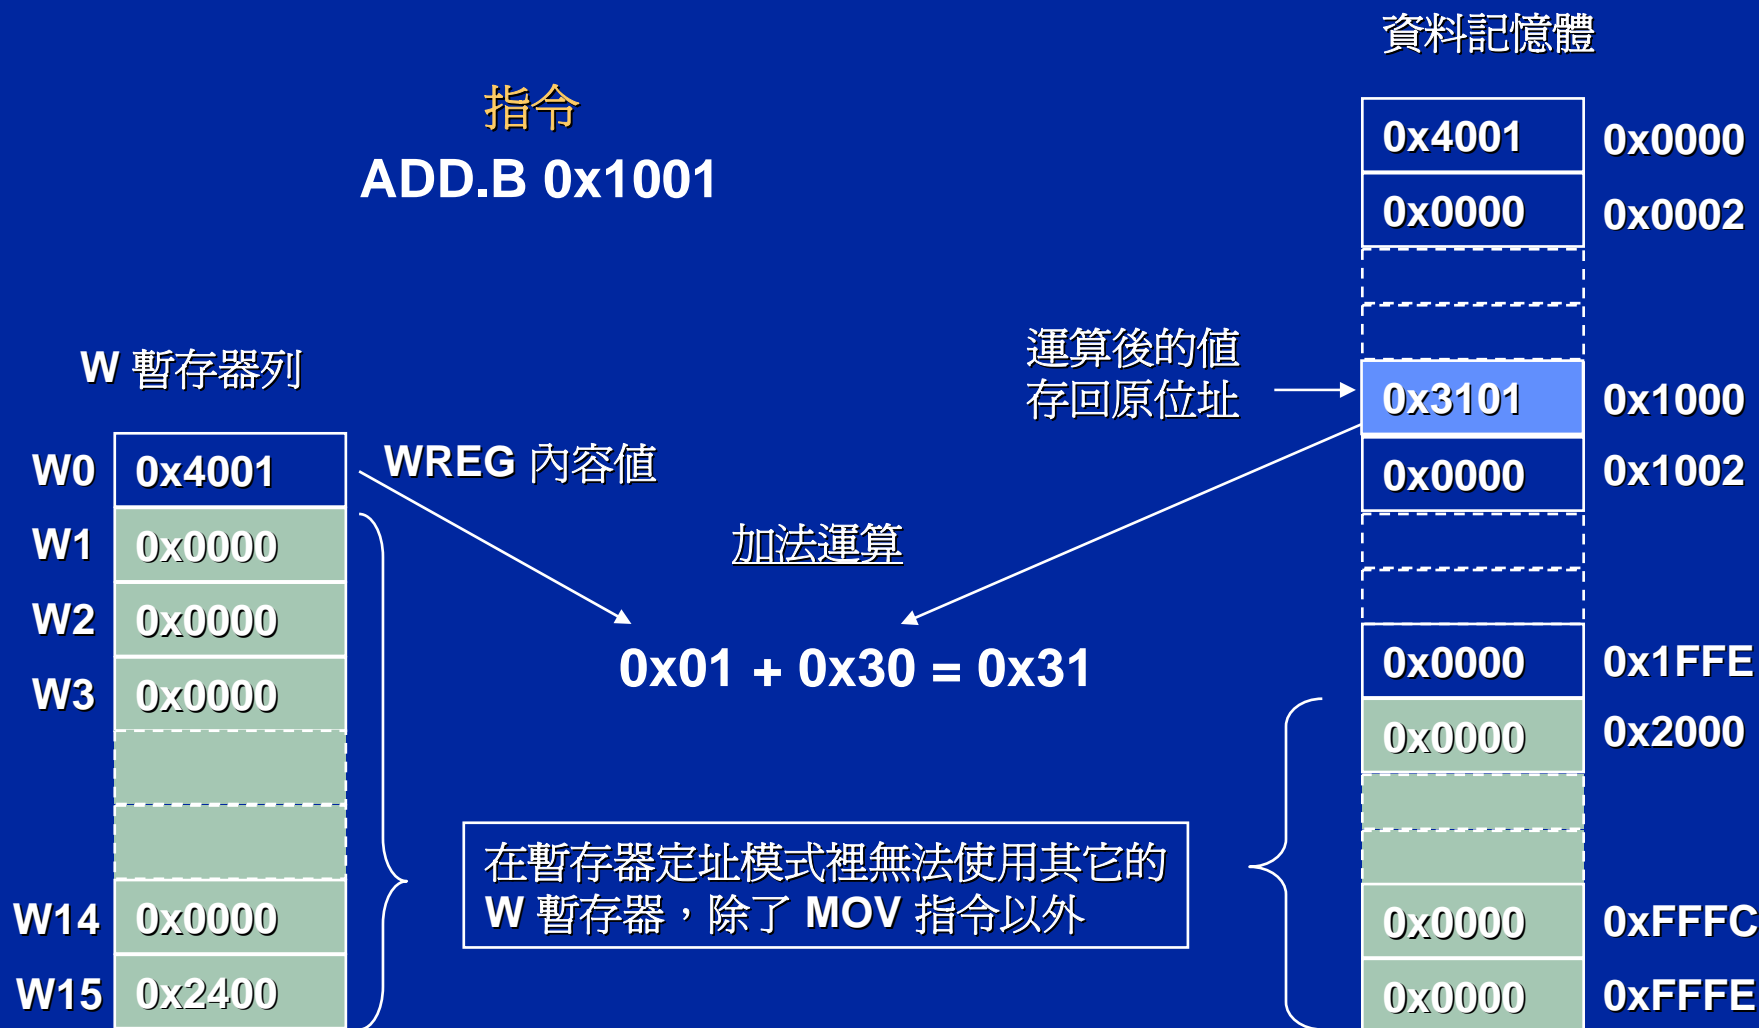 資料記憶體
指令
ADD.B 0x1001
0x4001 0x0000
0x0000 0x0002
運算後的值
存回原位址
0x3101 0x1000
0x0000 0x1002
W 暫存器列
W0 0x4001
WREG 內容值
W1 0x0000
W2 0x0000
W3 0x0000
加法運算
0x01 + 0x30 = 0x31
0x0000 0x1FFE
0x0000 0x2000
在暫存器定址模式裡無法使用其它的
W 暫存器，除了 MOV 指令以外
W14 0x0000
W15 0x2400
0x0000 0xFFFC
0x0000 0xFFFE